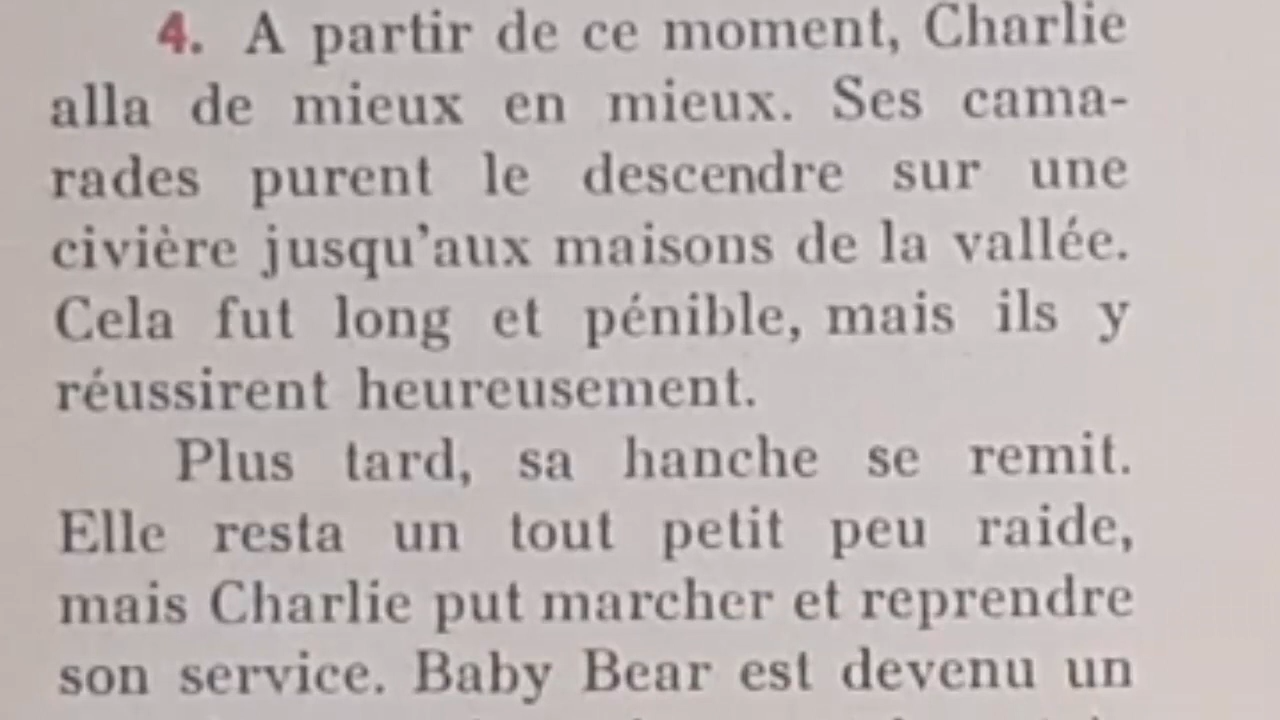 4. A partir de ce moment, Charlie
alla de mieux en mieux. Ses cama-
rades purent le descendre sur une
civière jusqu'aux maisons de la vallée.
Cela fut long et pénible, mais ils y
réussirent heureusement.
Plus tard, sa hanche se remit.
Elle resta un tout petit peu raide,
mais Charlie put marcher et reprendre
son service. Baby Bear est devenu un